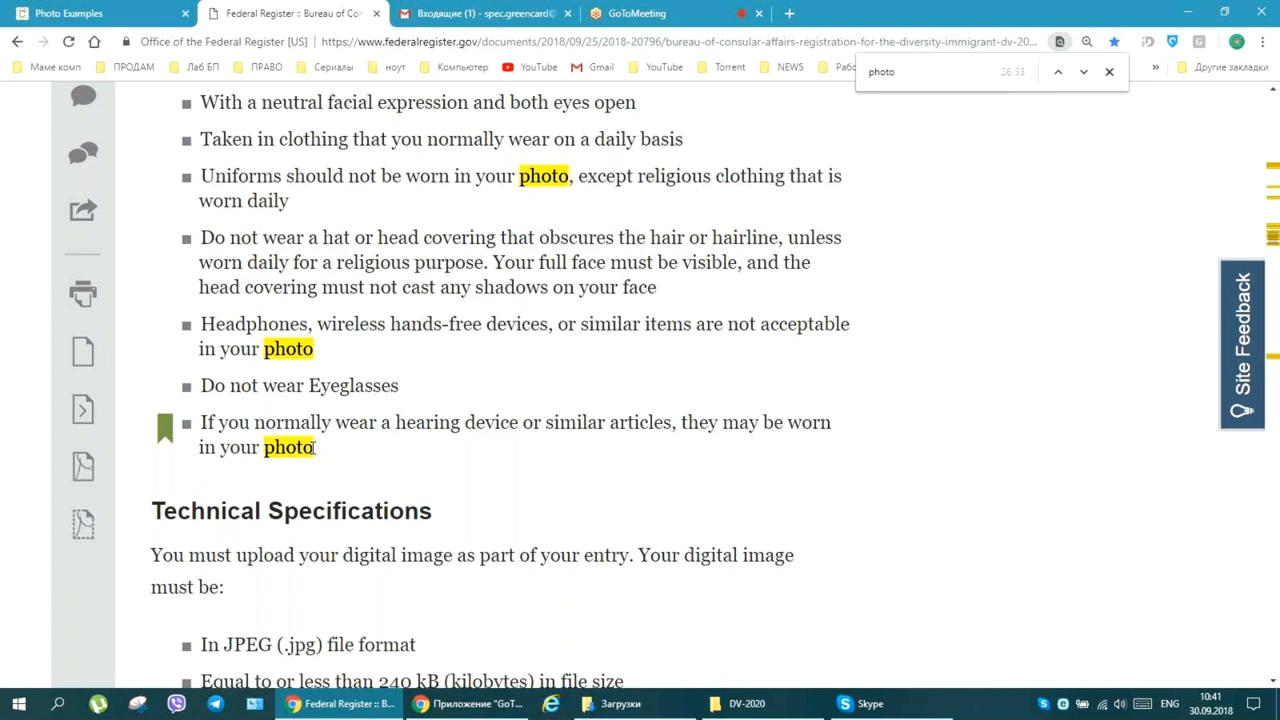 Photo Examples
Federal Register :: Bureau of Cor
Входящие (1) - spec.greencard@
GoToMeeting
Office of the Federal Register [US]
https://www.federalregister.gov/documents/2018/09/25/2018-20796/bureau-of-consular-affairs-registration-for-the-diversity-immigrant-dv-20...
Маме комп
ПРОДАМ
Лаб БП
ПРАВО
Сериалы
ноут
Компьютер
YouTube
Gmail
YouTube
Torrent
NEWS
Рабо
»
Другие закладки
photo
28/33
With a neutral facial expression and both eyes open
Taken in clothing that you normally wear on a daily basis
Uniforms should not be worn in your photo, except religious clothing that is
worn daily
Do not wear a hat or head covering that obscures the hair or hairline, unless
worn daily for a religious purpose. Your full face must be visible, and the
head covering must not cast any shadows on your face
Headphones, wireless hands-free devices, or similar items are not acceptable
in your photo
Do not wear Eyeglasses
If you normally wear a hearing device or similar articles, they may be worn
in your photo
Technical Specifications
You must upload your digital image as part of your entry. Your digital image
must be:
In JPEG (.jpg) file format
Equal to or less than 240 kB (kilobytes) in file size
Site Feedback
Federal Register :: B...
Приложение "GoT...
Загрузки
DV-2020
Skype
ENG
10:41
30.09.2018